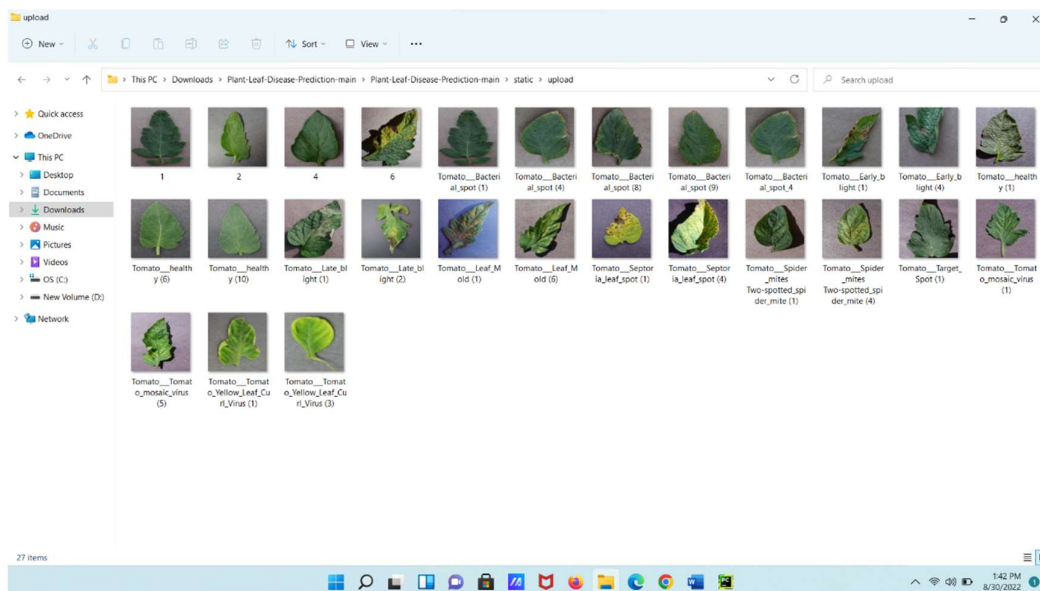 upload
New
Sort
View
This PC > Downloads > Plant-Leaf-Disease-Prediction-main > Plant-Leaf-Disease-Prediction-main > static > upload
Search upload
Quick access
OneDrive
This PC
Desktop
Documents
Downloads
Music
Pictures
Videos
OS (C:)
New Volume (D:)
Network
1
2
4
6
Tomato___Bacteri
al_spot (1)
Tomato___Bacteri
al_spot (4)
Tomato___Bacteri
al_spot (8)
Tomato___Bacteri
al_spot (9)
Tomato___Bacteri
al_spot_4
Tomato___Early_b
light (1)
Tomato___Early_b
light (4)
Tomato___health
y (1)
Tomato___health
y (6)
Tomato___health
y (10)
Tomato___Late_bl
ight (1)
Tomato___Late_bl
ight (2)
Tomato___Leaf_M
old (1)
Tomato___Leaf_M
old (6)
Tomato___Septor
ia_leaf_spot (1)
Tomato___Septor
ia_leaf_spot (4)
Tomato___Spider
_mites
Two-spotted_spi
der_mite (1)
Tomato___Spider
_mites
Two-spotted_spi
der_mite (4)
Tomato___Target_
Spot (1)
Tomato___Tomat
o_mosaic_virus
(1)
Tomato___Tomat
o_mosaic_virus
(5)
Tomato___Tomat
o_Yellow_Leaf_Cu
rl_Virus (1)
Tomato___Tomat
o_Yellow_Leaf_Cu
rl_Virus (3)
27 items
1:42 PM
8/30/2022
1